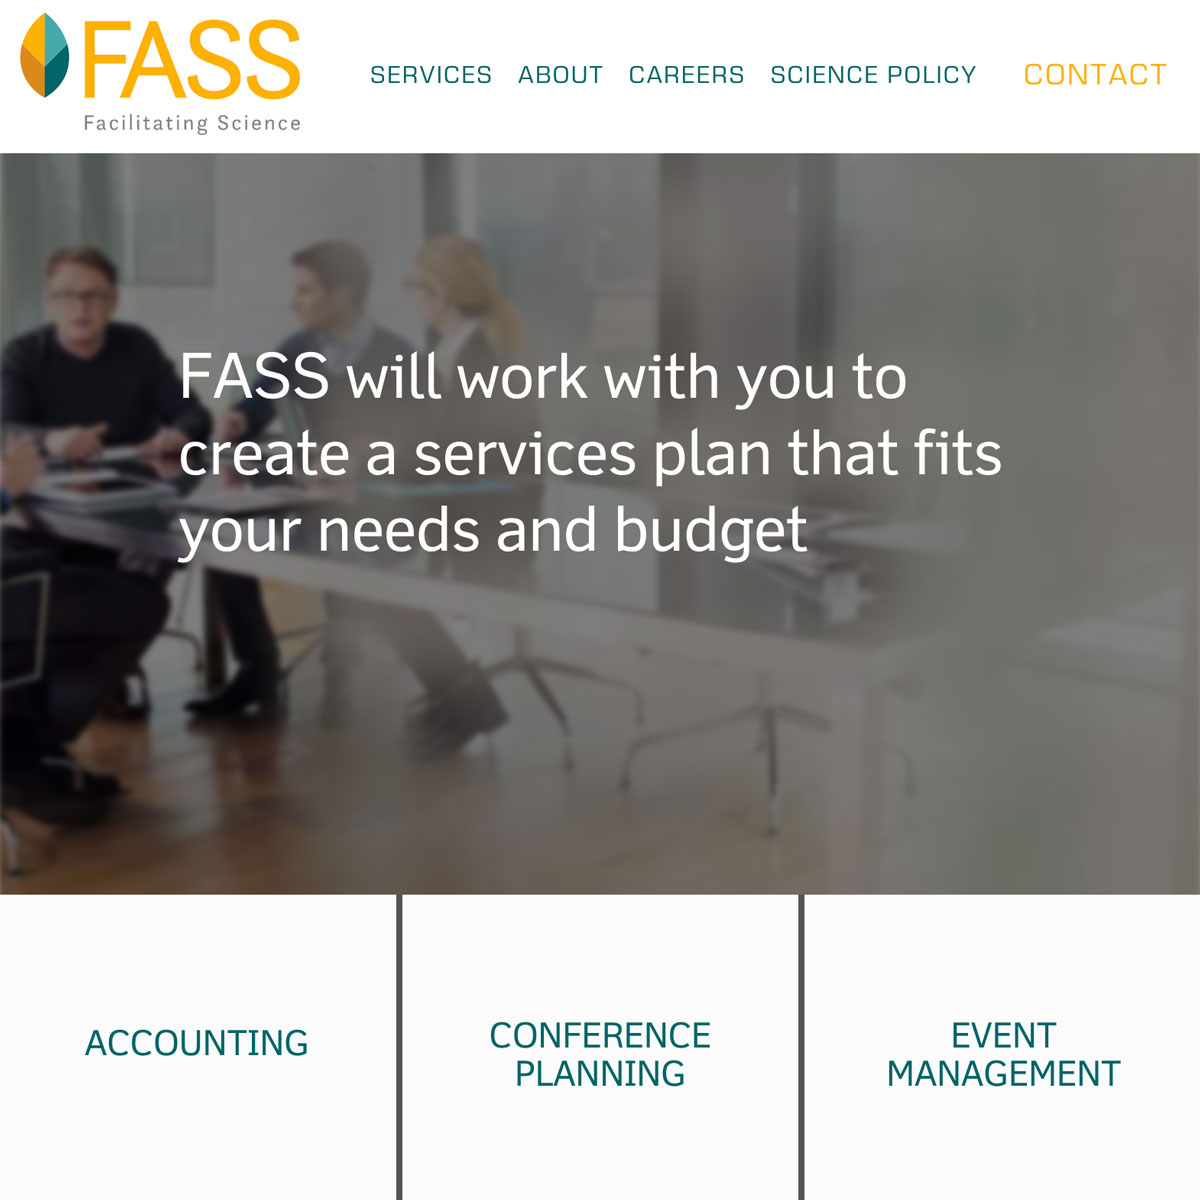 FASS
Facilitating Science
SERVICES ABOUT CAREERS SCIENCE POLICY CONTACT
FASS will work with you to
create a services plan that fits
your needs and budget
ACCOUNTING
CONFERENCE
PLANNING
EVENT
MANAGEMENT